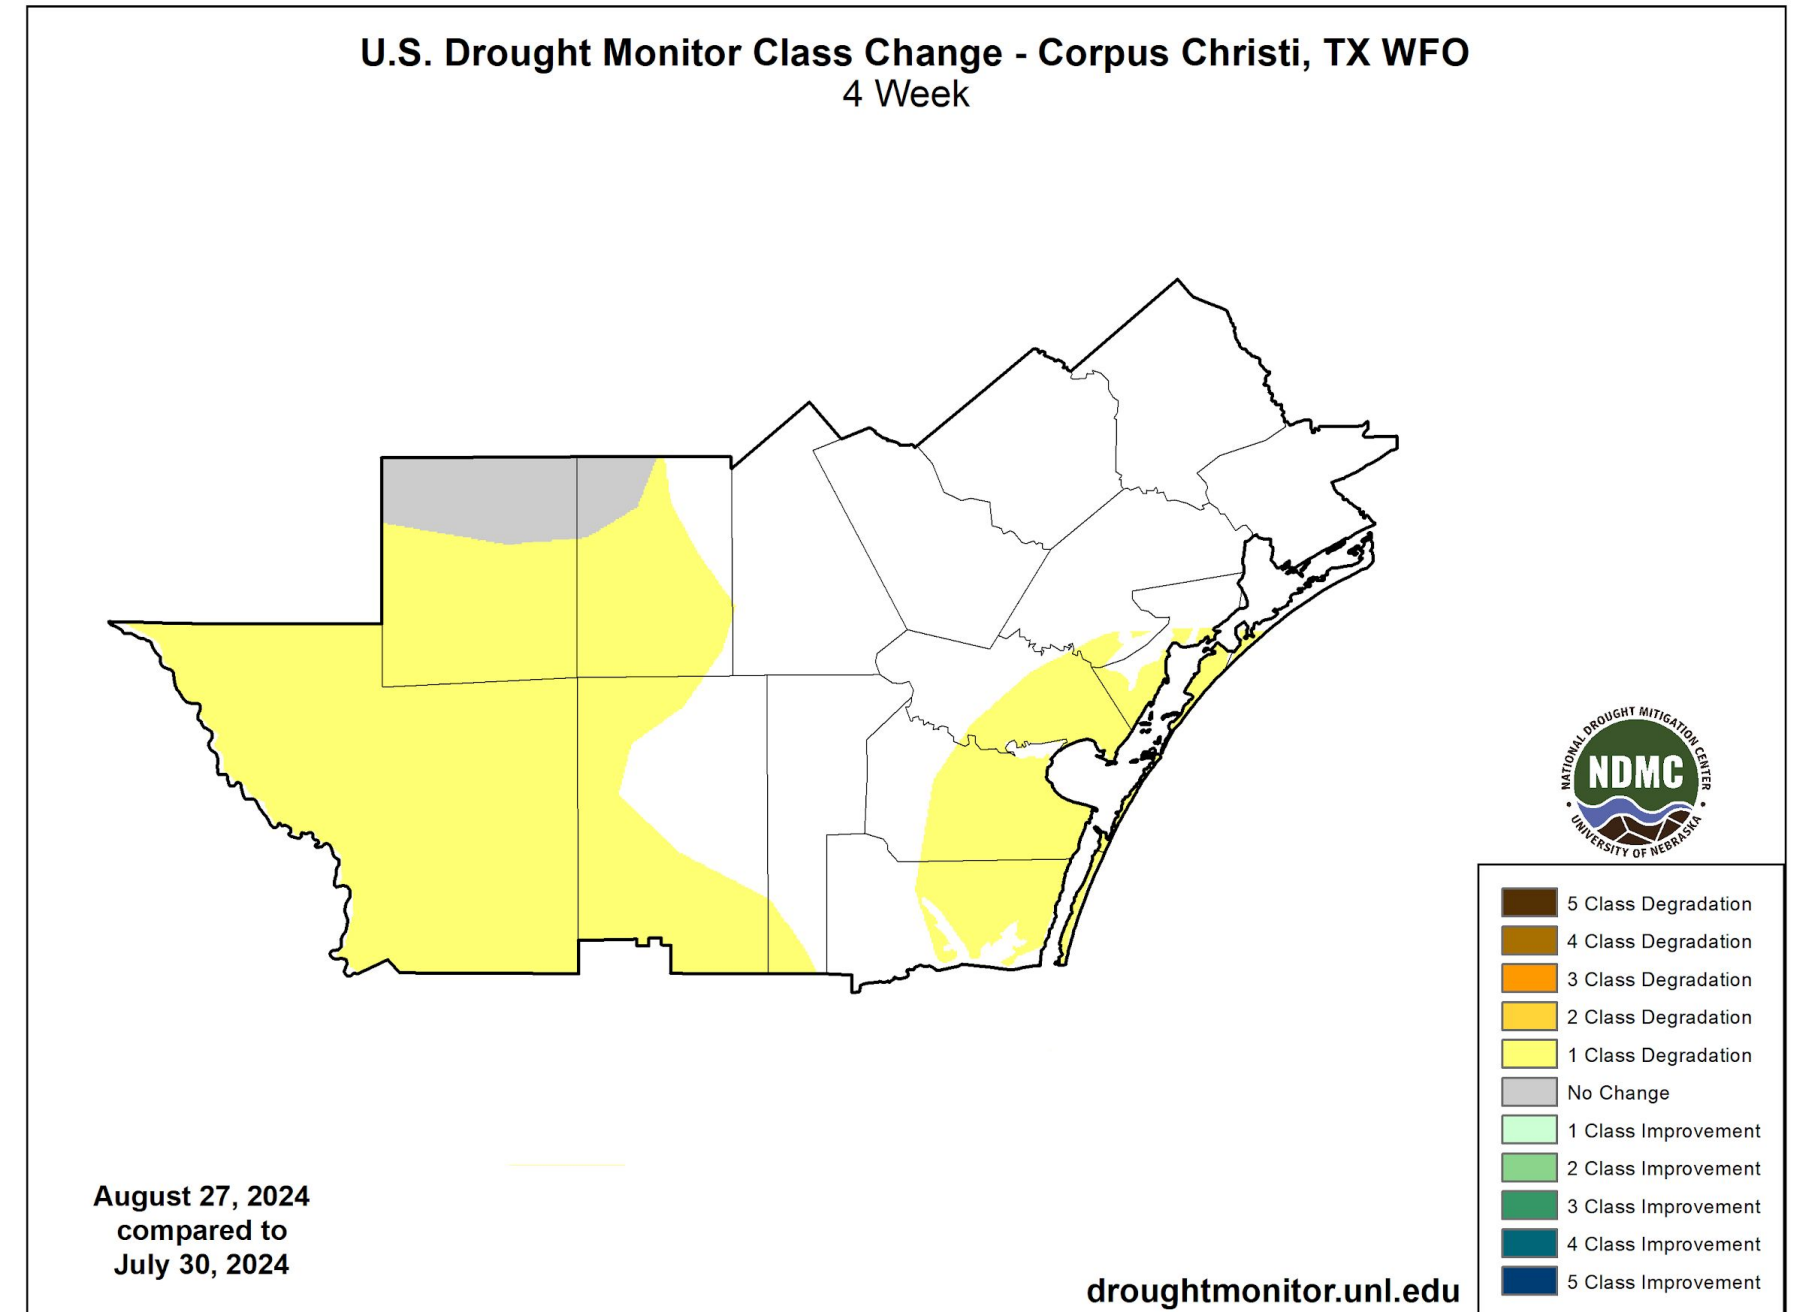 U.S. Drought Monitor Class Change - Corpus Christi, TX WFO
4 Week
NATIONAL DROUGHT MITIGATION CENTER
NDMC
UNIVERSITY OF NEBRASKA
5 Class Degradation
4 Class Degradation
3 Class Degradation
2 Class Degradation
1 Class Degradation
No Change
1 Class Improvement
2 Class Improvement
3 Class Improvement
4 Class Improvement
5 Class Improvement
August 27, 2024
compared to
July 30, 2024
droughtmonitor.unl.edu